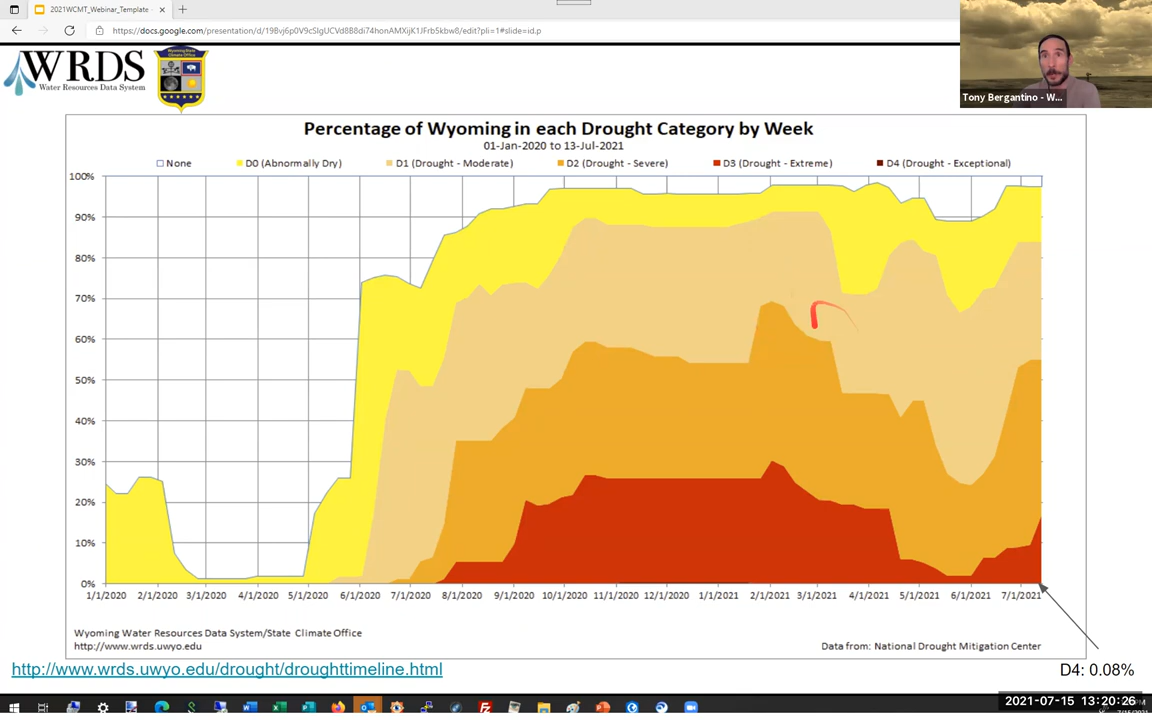 2021WCMT_Webinar_Template
https://docs.google.com/presentation/d/19Bvj6p0V9cSIgUCVd8B8di74honAMXijK1JFrb5kbw8/edit?pli=1#slide=id.p
Tony Bergantino - W...
WRDS
Water Resources Data System
Percentage of Wyoming in each Drought Category by Week
01-Jan-2020 to 13-Jul-2021
None D0 (Abnormally Dry) D1 (Drought - Moderate) D2 (Drought - Severe) D3 (Drought - Extreme) D4 (Drought - Exceptional)
100%
90%
80%
70%
60%
50%
40%
30%
20%
10%
0%
1/1/2020 2/1/2020 3/1/2020 4/1/2020 5/1/2020 6/1/2020 7/1/2020 8/1/2020 9/1/2020 10/1/2020 11/1/2020 12/1/2020 1/1/2021 2/1/2021 3/1/2021 4/1/2021 5/1/2021 6/1/2021 7/1/2021
Wyoming Water Resources Data System/State Climate Office
http://www.wrds.uwyo.edu
Data from: National Drought Mitigation Center
http://www.wrds.uwyo.edu/drought/droughttimeline.html
D4: 0.08%
2021-07-15 13:20:26